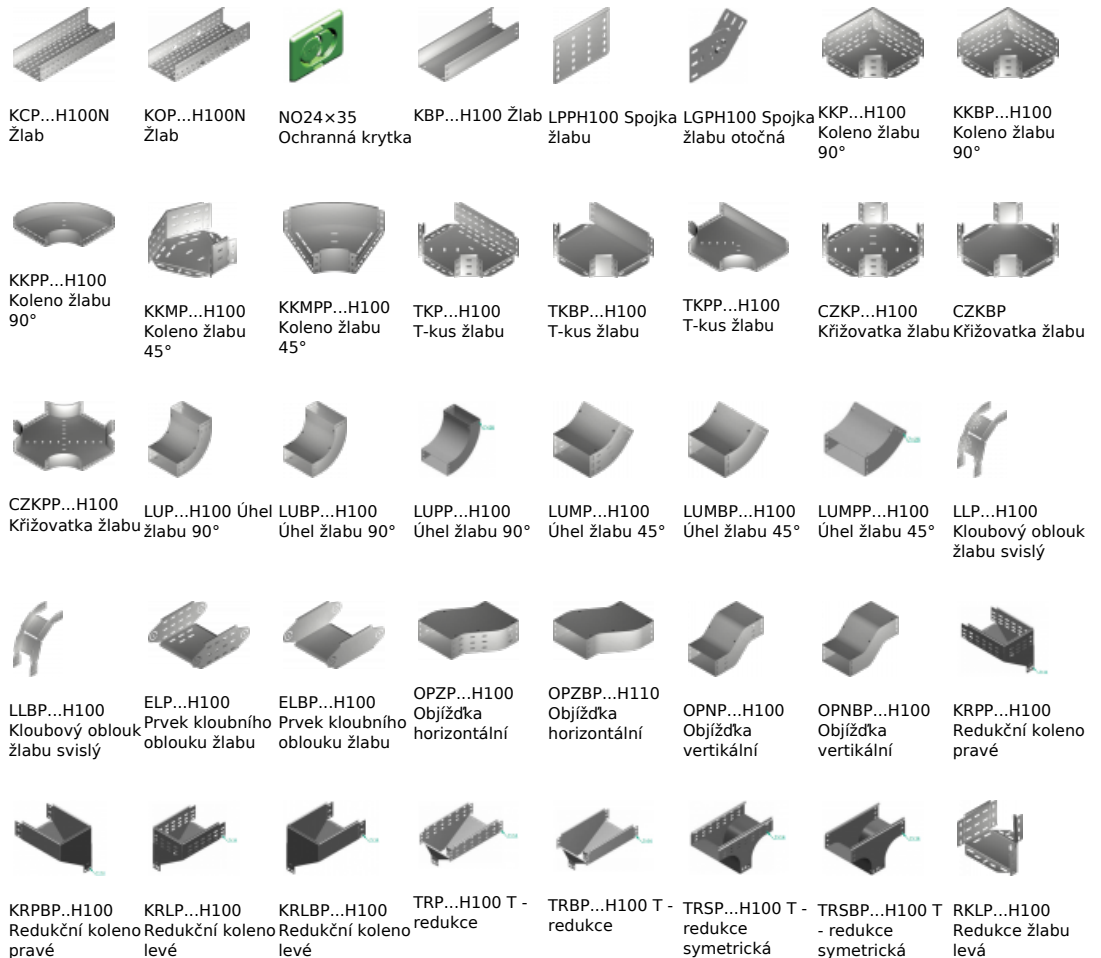 KCP...H100N
Žlab
KOP...H100N
Žlab
NO24×35
Ochranná krytka
KBP...H100 Žlab
LPPH100 Spojka
žlabu
LGPH100 Spojka
žlabu otočná
KKP...H100
Koleno žlabu
90°
KKBP...H100
Koleno žlabu
90°
KKPP...H100
Koleno žlabu
90°
KKMP...H100
Koleno žlabu
45°
KKMPP...H100
Koleno žlabu
45°
TKP...H100
T-kus žlabu
TKBP...H100
T-kus žlabu
TKPP...H100
T-kus žlabu
CZKP...H100
Křižovatka žlabu
CZKBP
Křižovatka žlabu
CZKPP...H100
Křižovatka žlabu
LUP...H100 Úhel
žlabu 90°
LUBP...H100
Úhel žlabu 90°
LUPP...H100
Úhel žlabu 90°
LUMP...H100
Úhel žlabu 45°
LUMBP...H100
Úhel žlabu 45°
LUMPP...H100
Úhel žlabu 45°
LLP...H100
Kloubový oblouk
žlabu svislý
LLBP...H100
Kloubový oblouk
žlabu svislý
ELP...H100
Prvek kloubního
oblouku žlabu
ELBP...H100
Prvek kloubního
oblouku žlabu
OPZP...H100
Objížďka
horizontální
OPZBP...H110
Objížďka
horizontální
OPNP...H100
Objížďka
vertikální
OPNBP...H100
Objížďka
vertikální
KRPP...H100
Redukční koleno
pravé
KRPBP..H100
Redukční koleno
pravé
KRLP...H100
Redukční koleno
levé
KRLBP...H100
Redukční koleno
levé
TRP...H100 T -
redukce
TRBP...H100 T -
redukce
TRSP...H100 T -
redukce
symetrická
TRSBP...H100 T
- redukce
symetrická
RKLP...H100
Redukce žlabu
levá